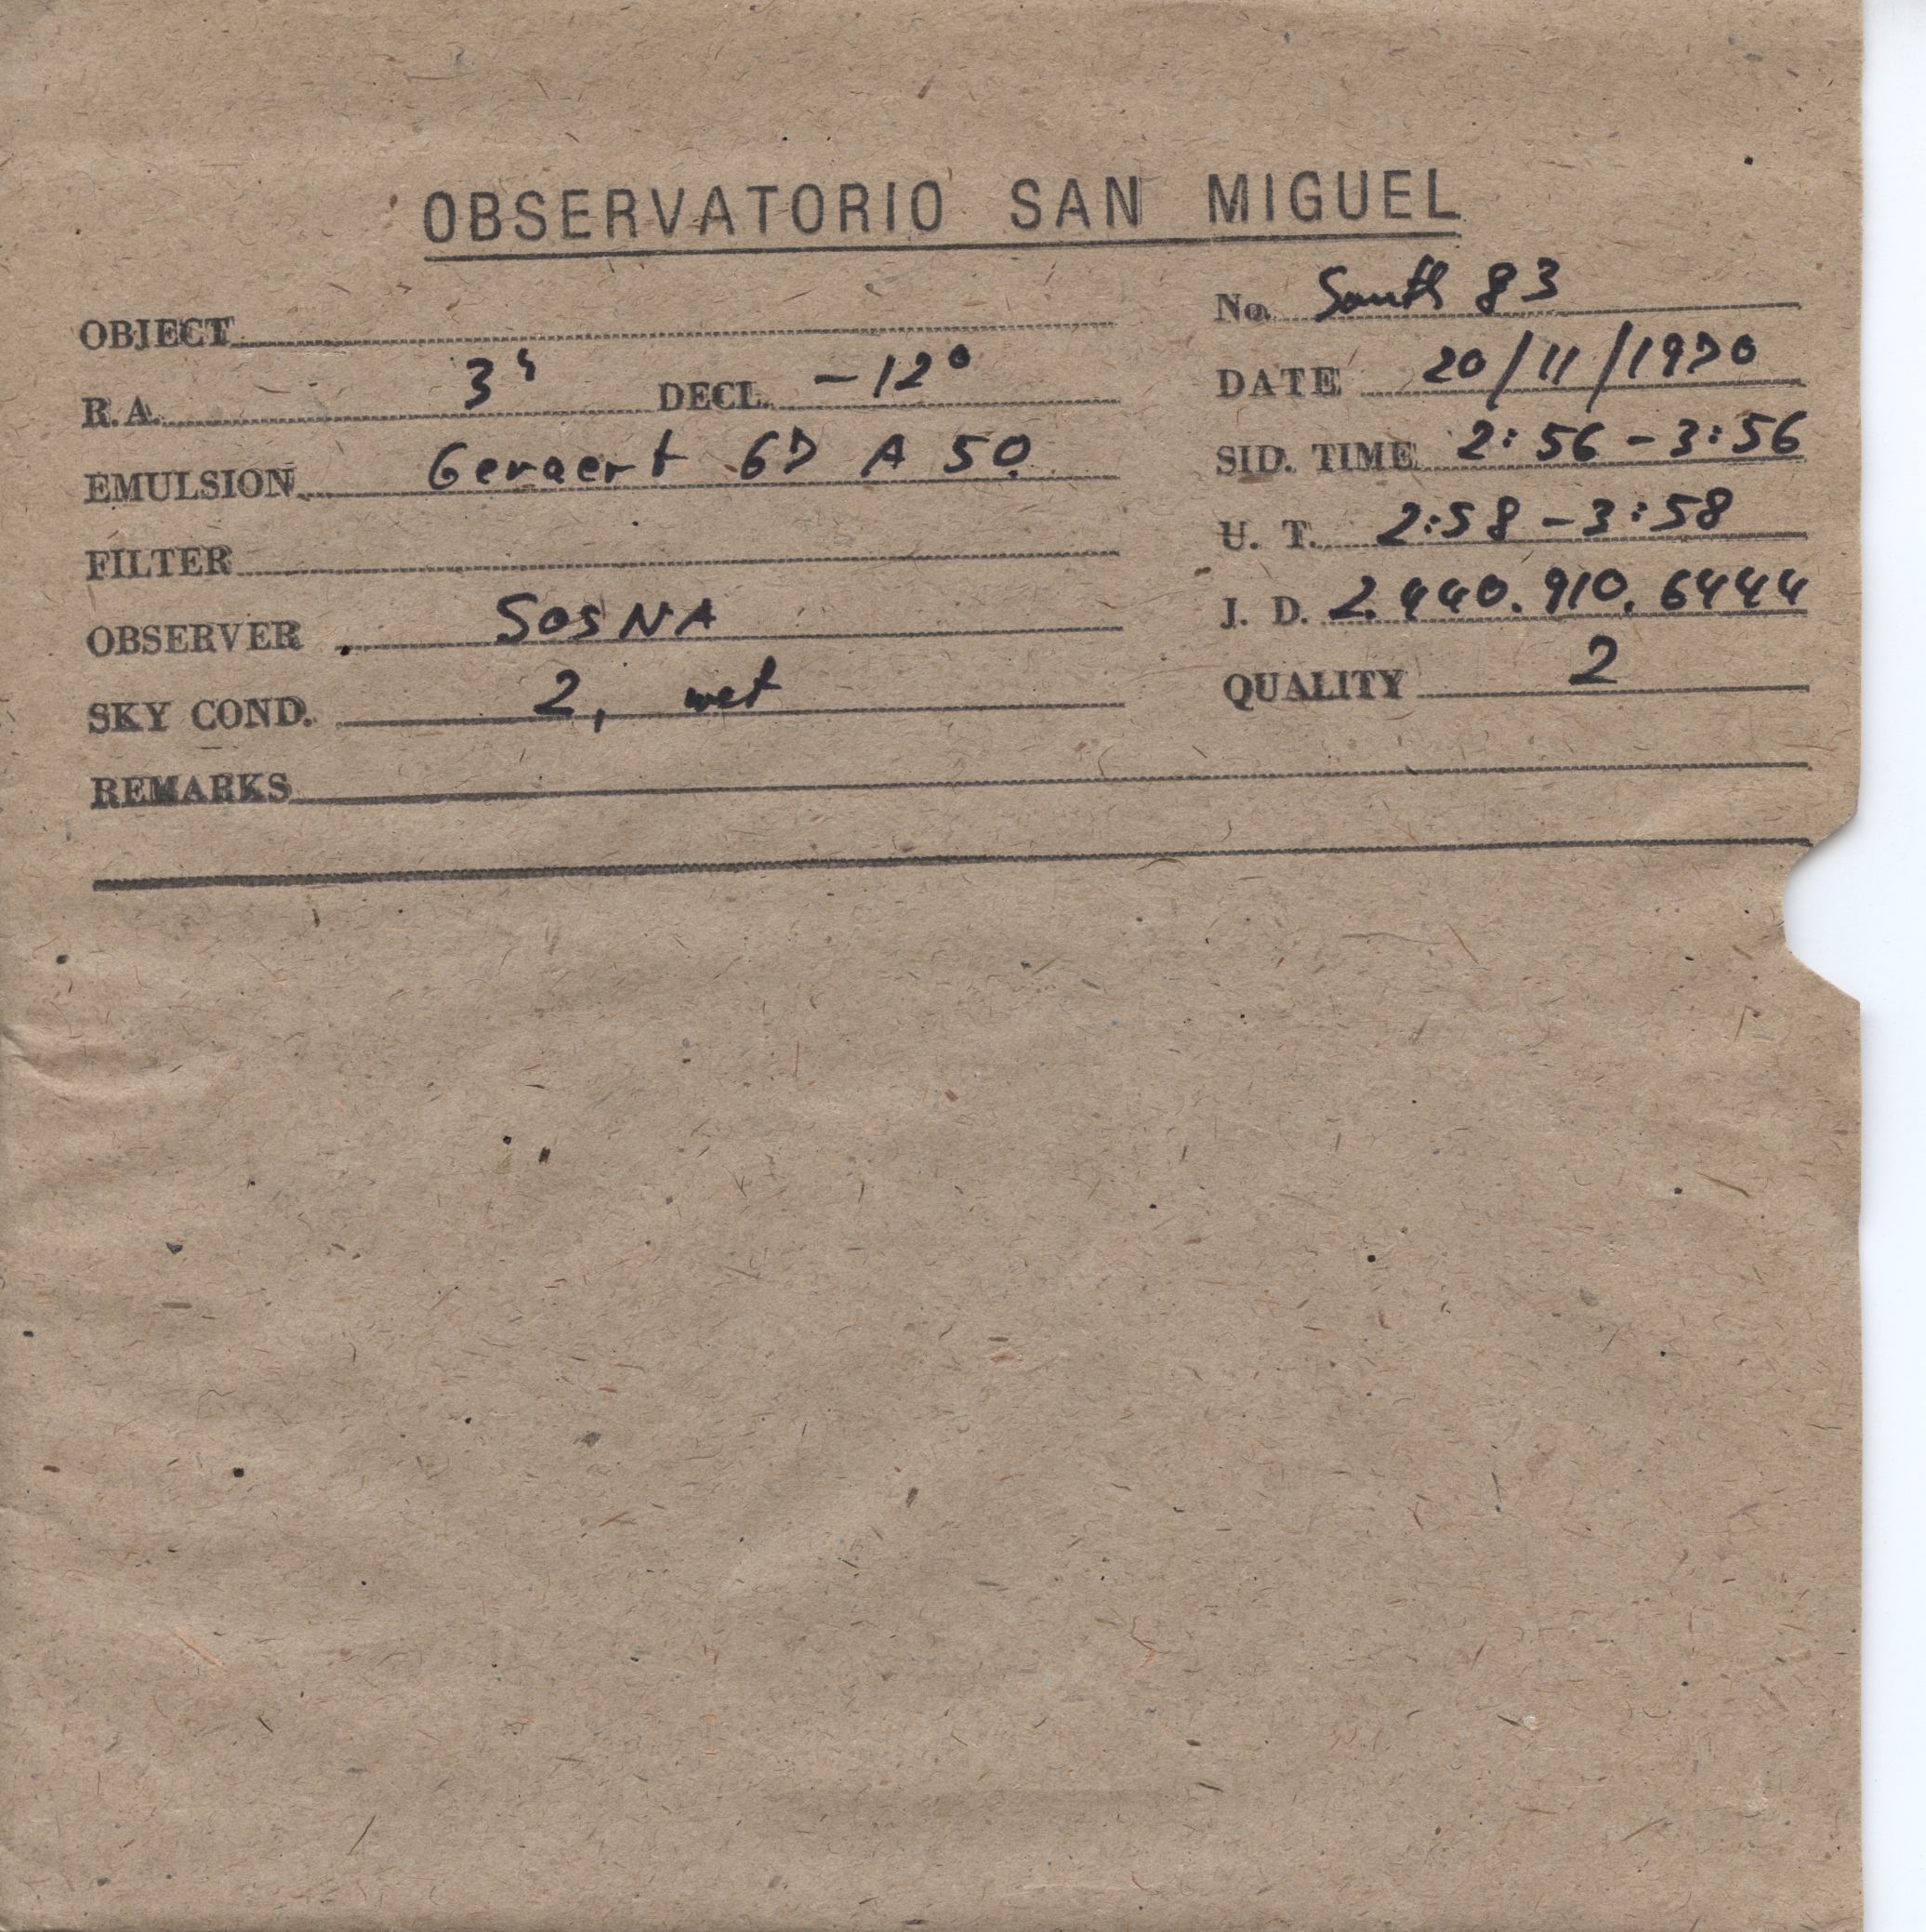 OBSERVATORIO SAN MIGUEL
No. South 83
OBJECT
DATE 20/11/1970
R.A. 3h DECL. -12°
SID. TIME 2:56-3:56
EMULSION Gevaert 67 A 50
U. T. 2:58-3:58
FILTER
J. D. 2.440.910.6444
OBSERVER SOSNA
QUALITY 2
SKY COND. 2, wet
REMARKS